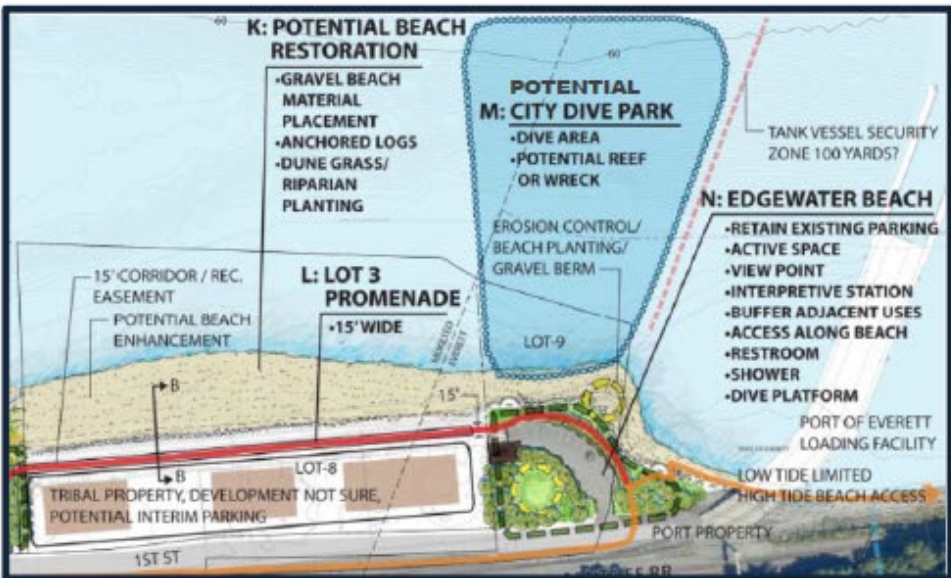 K: POTENTIAL BEACH
RESTORATION
•GRAVEL BEACH
MATERIAL
PLACEMENT
•ANCHORED LOGS
•DUNE GRASS/
RIPARIAN
PLANTING
60
-60
POTENTIAL
M: CITY DIVE PARK
•DIVE AREA
•POTENTIAL REEF
OR WRECK
TANK VESSEL SECURITY
ZONE 100 YARDS?
N: EDGEWATER BEACH
•RETAIN EXISTING PARKING
•ACTIVE SPACE
•VIEW POINT
•INTERPRETIVE STATION
•BUFFER ADJACENT USES
•ACCESS ALONG BEACH
•RESTROOM
•SHOWER
•DIVE PLATFORM
EROSION CONTROL/
BEACH PLANTING/
GRAVEL BERM
15' CORRIDOR / REC.
EASEMENT
POTENTIAL BEACH
ENHANCEMENT
L: LOT 3
PROMENADE
•15' WIDE
EVERETT
LOT-9
15'
B
B
LOT-8
TRIBAL PROPERTY, DEVELOPMENT NOT SURE,
POTENTIAL INTERIM PARKING
PORT OF EVERETT
LOADING FACILITY
LOW TIDE LIMITED
HIGH TIDE BEACH ACCESS
PORT PROPERTY
1ST ST